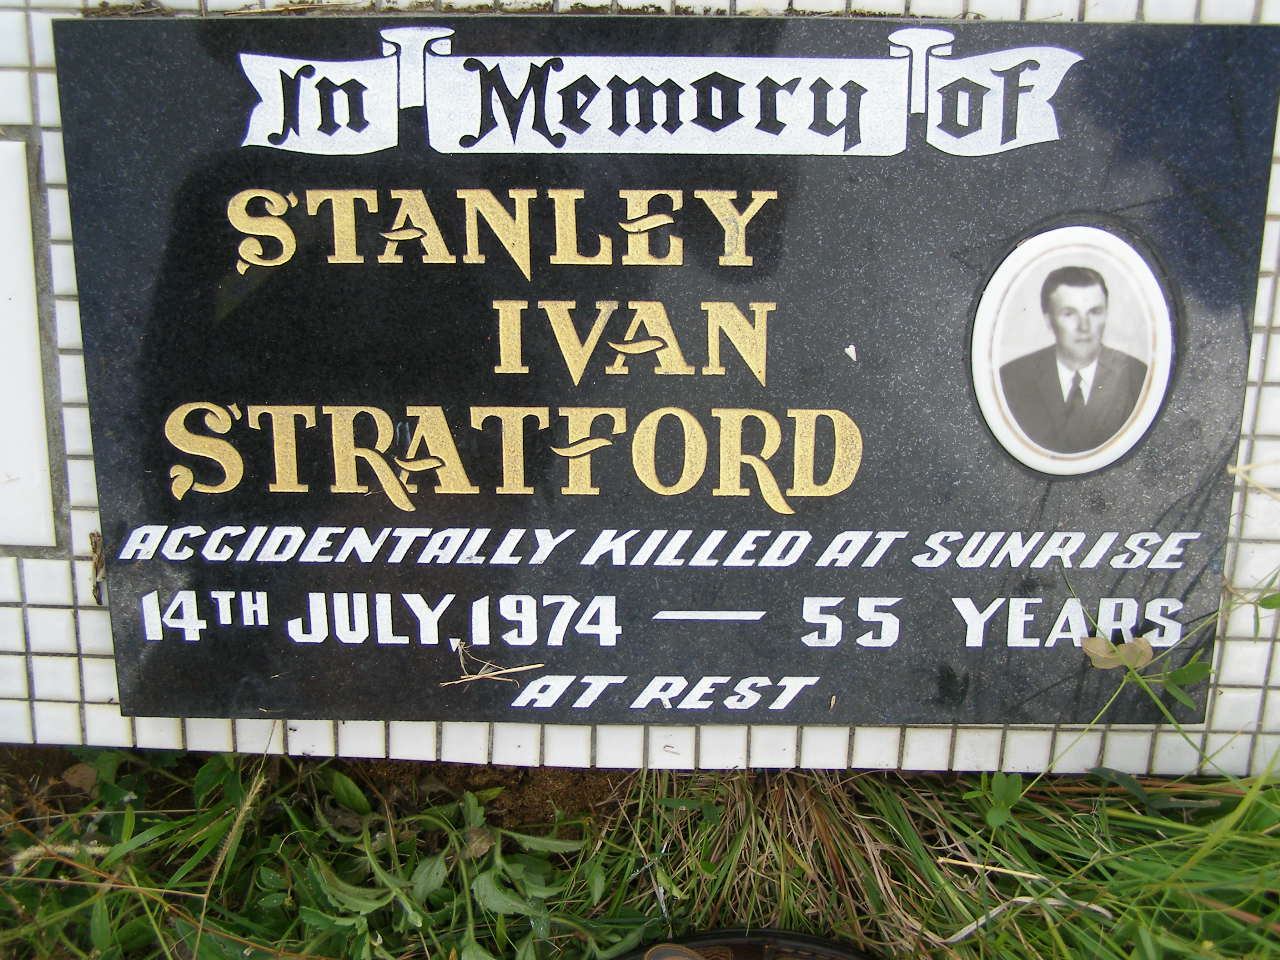 In Memory of
STANLEY
IVAN
STRATFORD
ACCIDENTALLY KILLED AT SUNRISE
14TH JULY, 1974 — 55 YEARS
AT REST